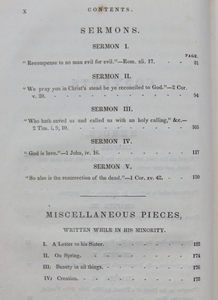 X CONTENTS.
SERMONS.
PAGE.
SERMON I.
"Recompense to no man evil for evil."—Rom. xii. 17. 81
SERMON II.
"We pray you in Christ's stead be ye reconciled to God."—2 Cor.
v. 20. 94
SERMON III.
"Who hath saved us and called us with an holy calling," &c.—
2 Tim. i. 9, 10. 105
SERMON IV.
"God is love."—1 John, iv. 16. 117
SERMON V.
"So also is the resurrection of the dead."—1 Cor. xv. 42. 130
MISCELLANEOUS PIECES,
WRITTEN WHILE IN HIS MINORITY.
I. A Letter to his Sister.
II. On Spring. 174
III. Beauty in all things. 176
IV. Creation.